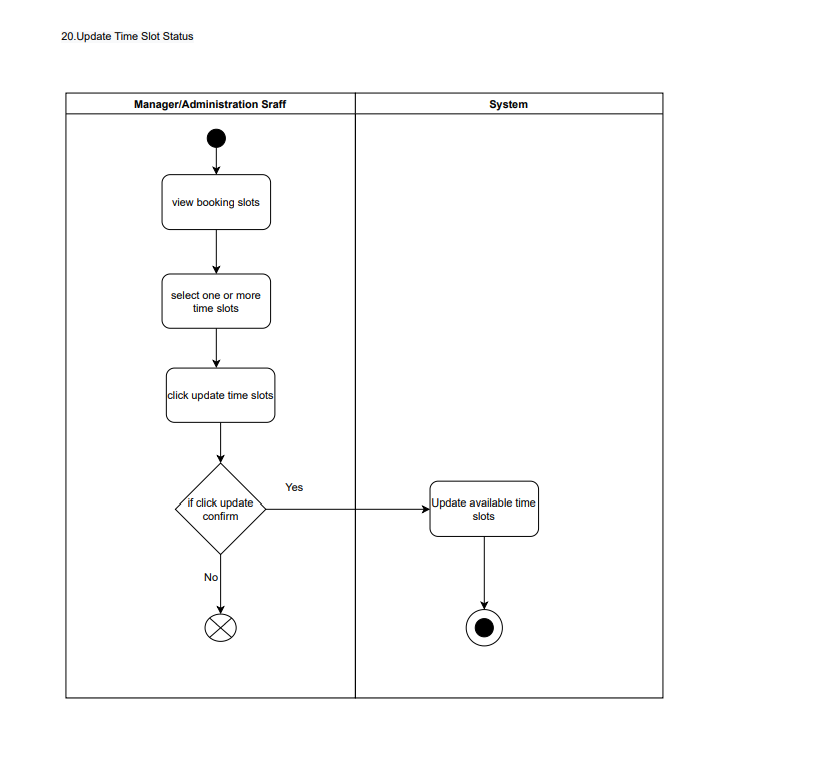 20.Update Time Slot Status
Manager/Administration Sraff
System
view booking slots
select one or more
time slots
click update time slots
if click update
confirm
Yes
Update available time
slots
No